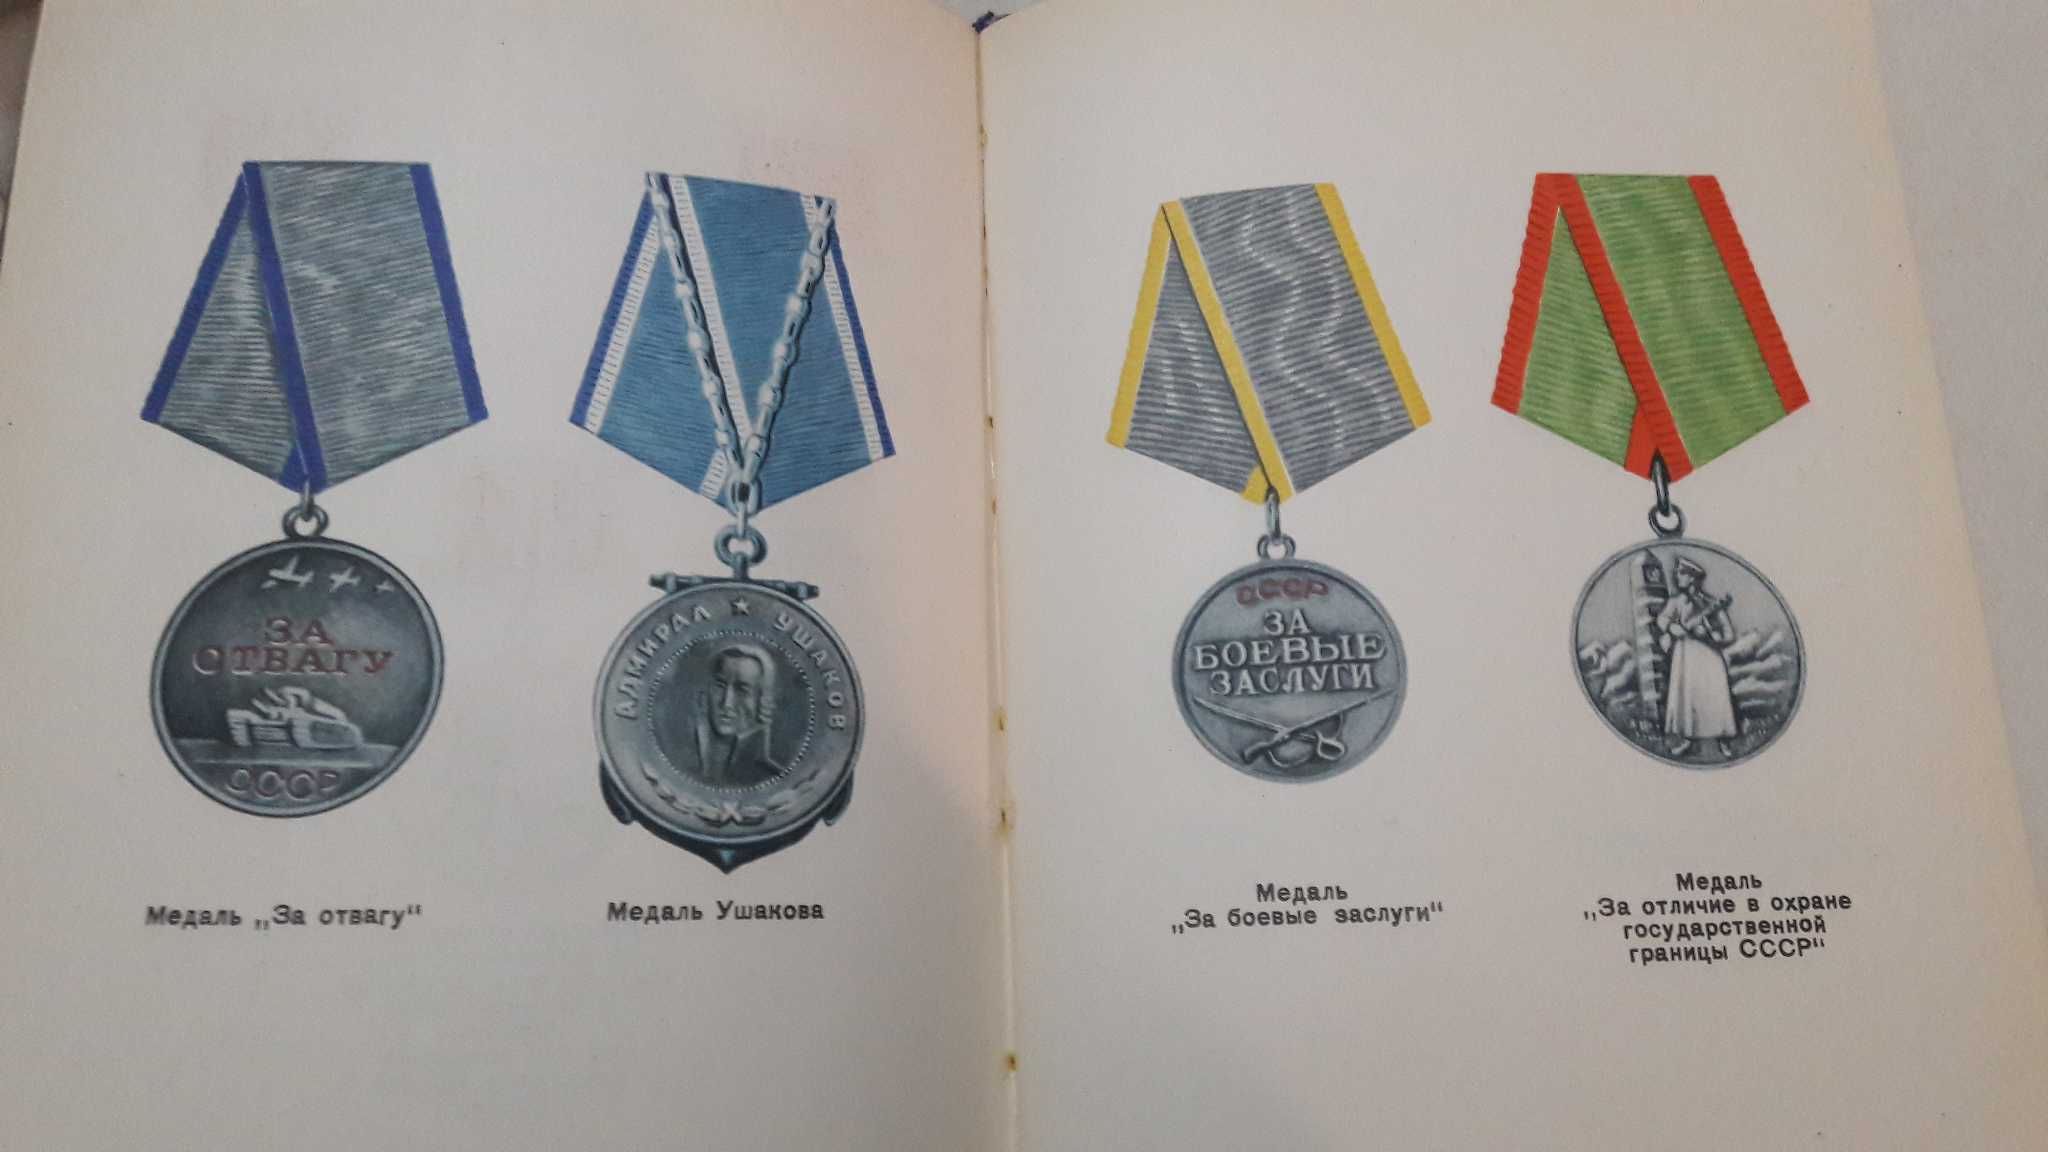 ЗА
ОТВАГУ
СССР
Медаль „За отвагу“
АДМИРАЛ ★ УШАКОВ
Медаль Ушакова
СССР
ЗА
БОЕВЫЕ
ЗАСЛУГИ
Медаль
„За боевые заслуги“
Медаль
„За отличие в охране
государственной
границы СССР“